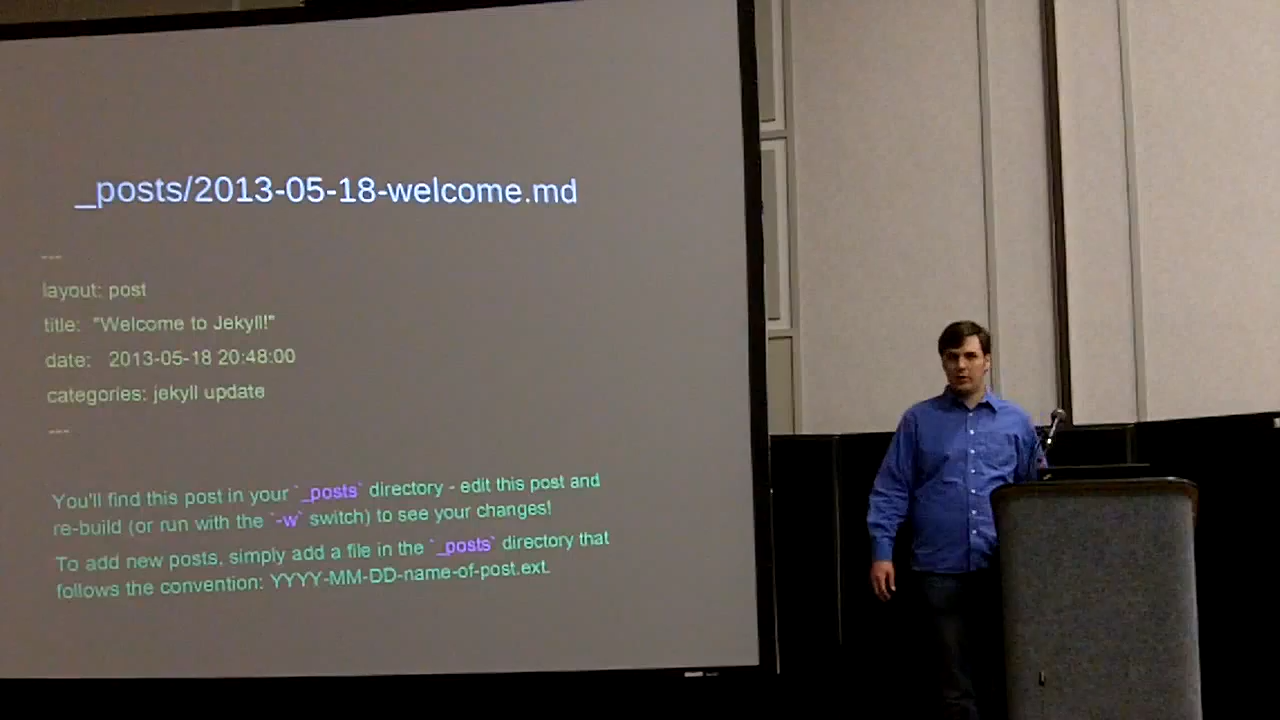 _posts/2013-05-18-welcome.md
---
layout: post
title:  "Welcome to Jekyll!"
date:   2013-05-18 20:48:00
categories: jekyll update
---
You'll find this post in your `_posts` directory - edit this post and
re-build (or run with the `-w` switch) to see your changes!
To add new posts, simply add a file in the `_posts` directory that
follows the convention: YYYY-MM-DD-name-of-post.ext.